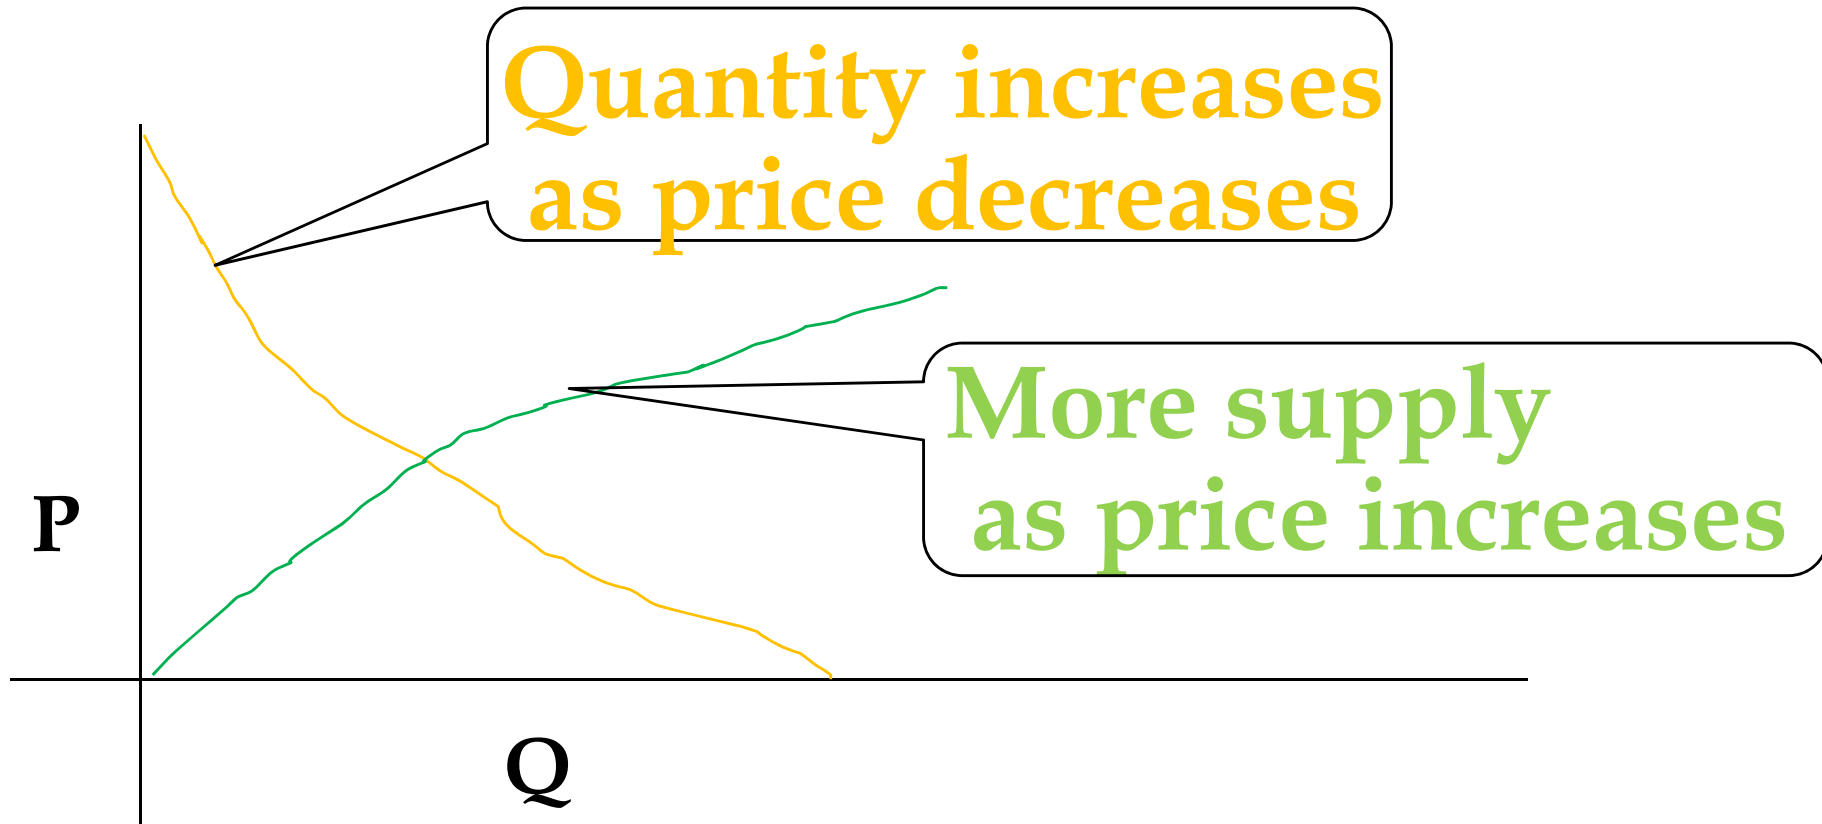 Quantity increases
as price decreases
More supply
as price increases
P
Q